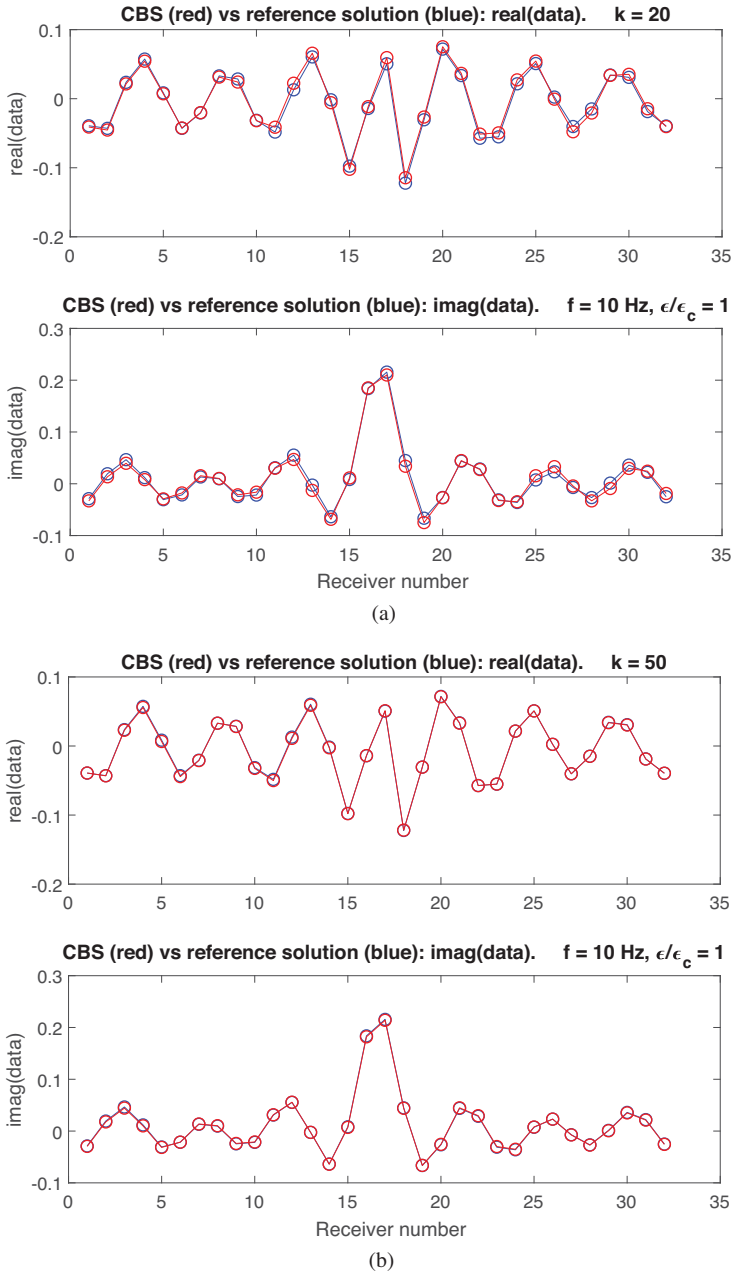 CBS (red) vs reference solution (blue): real(data). k = 20
0.1
0
-0.1
-0.2
real(data)
0 5 10 15 20 25 30 35
CBS (red) vs reference solution (blue): imag(data). f = 10 Hz, ϵ/ϵc = 1
0.3
0.2
0.1
0
-0.1
imag(data)
0 5 10 15 20 25 30 35
Receiver number
(a)
CBS (red) vs reference solution (blue): real(data). k = 50
0.1
0
-0.1
-0.2
real(data)
0 5 10 15 20 25 30 35
CBS (red) vs reference solution (blue): imag(data). f = 10 Hz, ϵ/ϵc = 1
0.3
0.2
0.1
0
-0.1
imag(data)
0 5 10 15 20 25 30 35
Receiver number
(b)